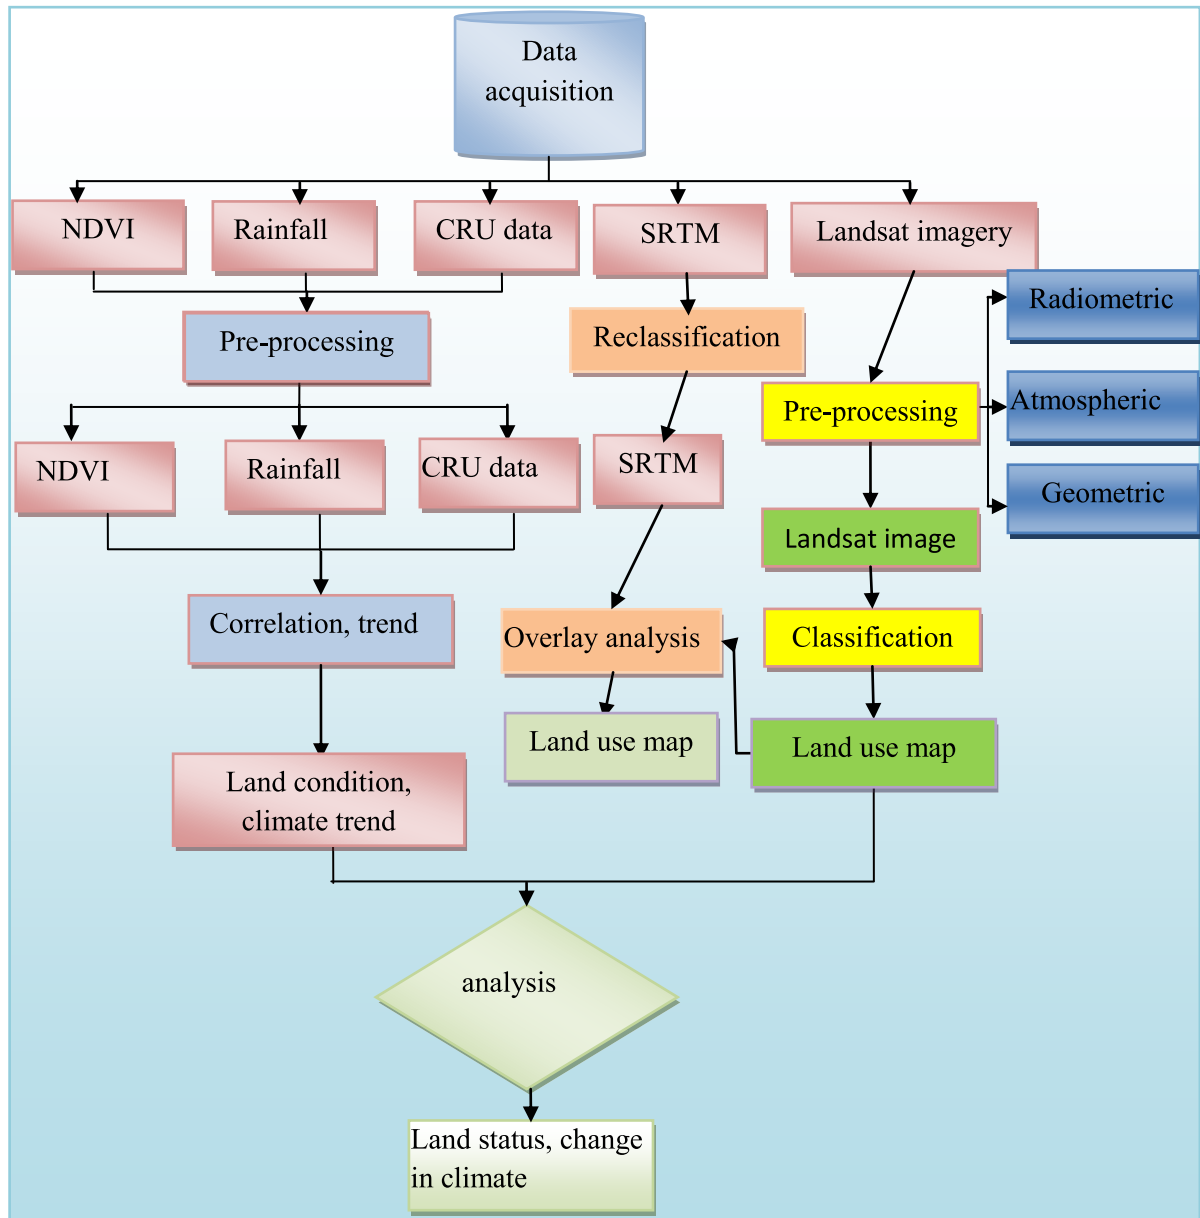 Data
acquisition
NDVI
Rainfall
CRU data
SRTM
Landsat imagery
Radiometric
Pre-processing
Reclassification
Pre-processing
Atmospheric
NDVI
Rainfall
CRU data
SRTM
Geometric
Landsat image
Correlation, trend
Overlay analysis
Classification
Land use map
Land use map
Land condition,
climate trend
analysis
Land status, change
in climate